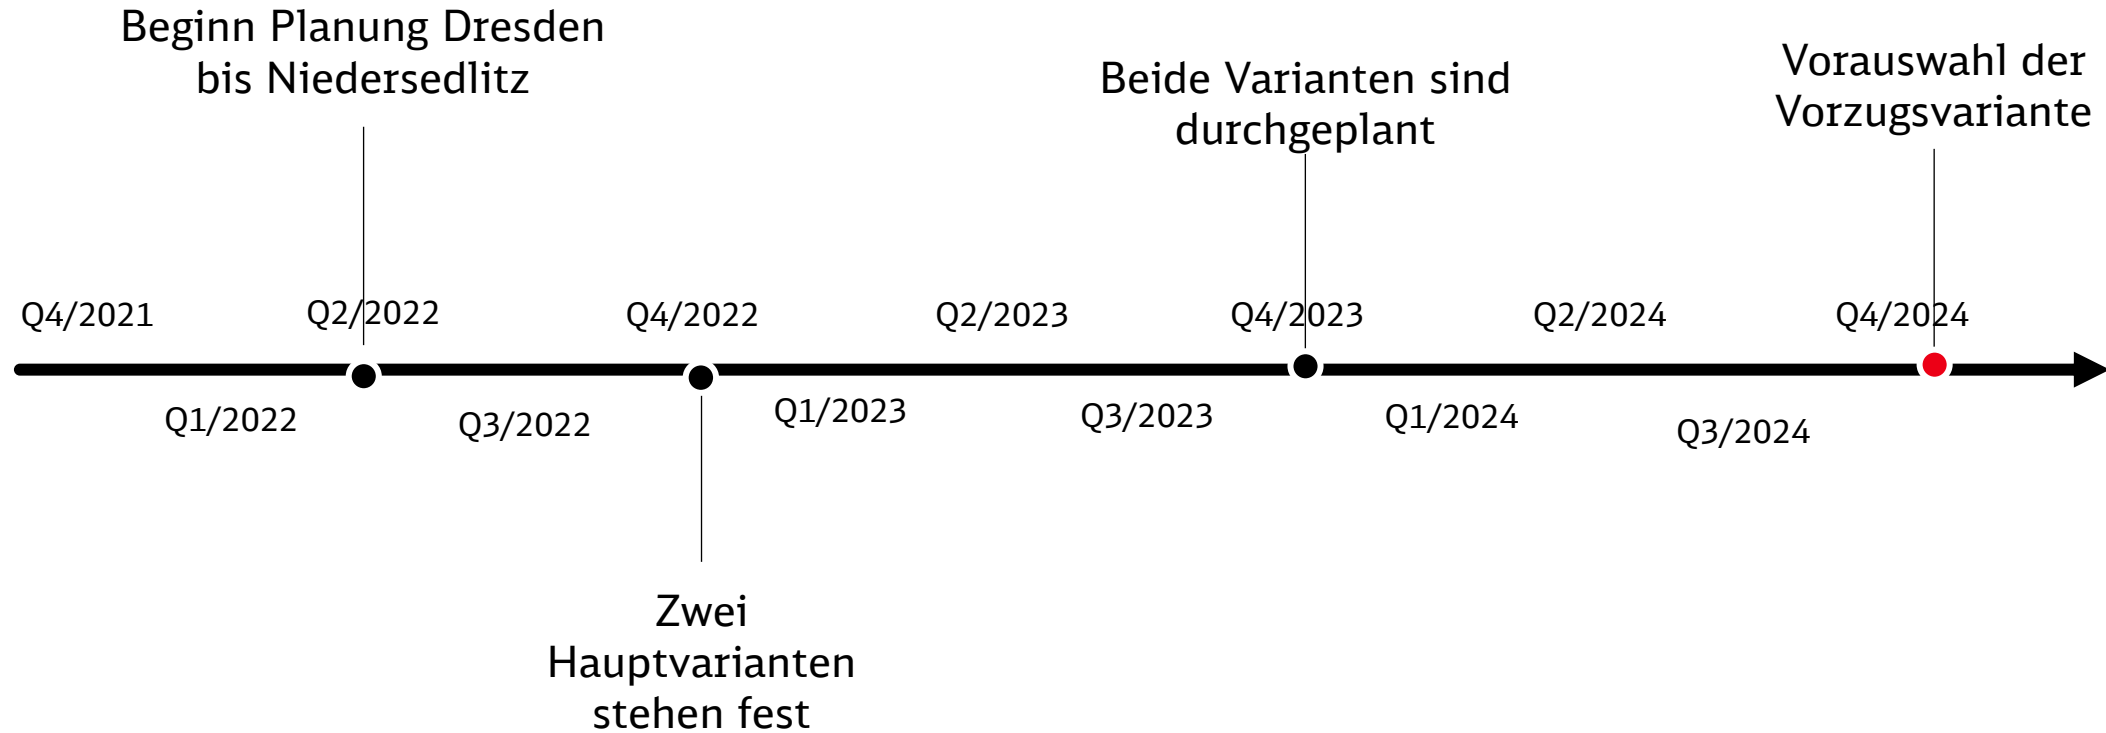 Beginn Planung Dresden
bis Niedersedlitz
Beide Varianten sind
durchgeplant
Vorauswahl der
Vorzugsvariante
Q4/2021
Q2/2022
Q4/2022
Q2/2023
Q4/2023
Q2/2024
Q4/2024
Q1/2022
Q3/2022
Q1/2023
Q3/2023
Q1/2024
Q3/2024
Zwei
Hauptvarianten
stehen fest